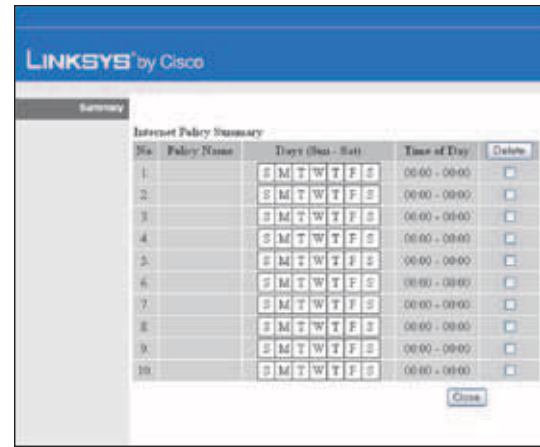 LINKSYS® by Cisco
Summary
Internet Policy Summary
No. Policy Name Days (Sun - Sat) Time of Day Delete
1. S M T W T F S 00:00 - 00:00
2. S M T W T F S 00:00 - 00:00
3. S M T W T F S 00:00 - 00:00
4. S M T W T F S 00:00 - 00:00
5. S M T W T F S 00:00 - 00:00
6. S M T W T F S 00:00 - 00:00
7. S M T W T F S 00:00 - 00:00
8. S M T W T F S 00:00 - 00:00
9. S M T W T F S 00:00 - 00:00
10. S M T W T F S 00:00 - 00:00
Close